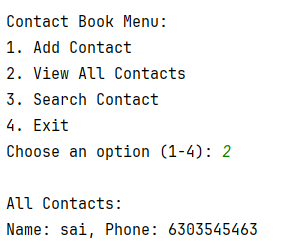 Contact Book Menu:
1. Add Contact
2. View All Contacts
3. Search Contact
4. Exit
Choose an option (1-4): 2
All Contacts:
Name: sai, Phone: 6303545463